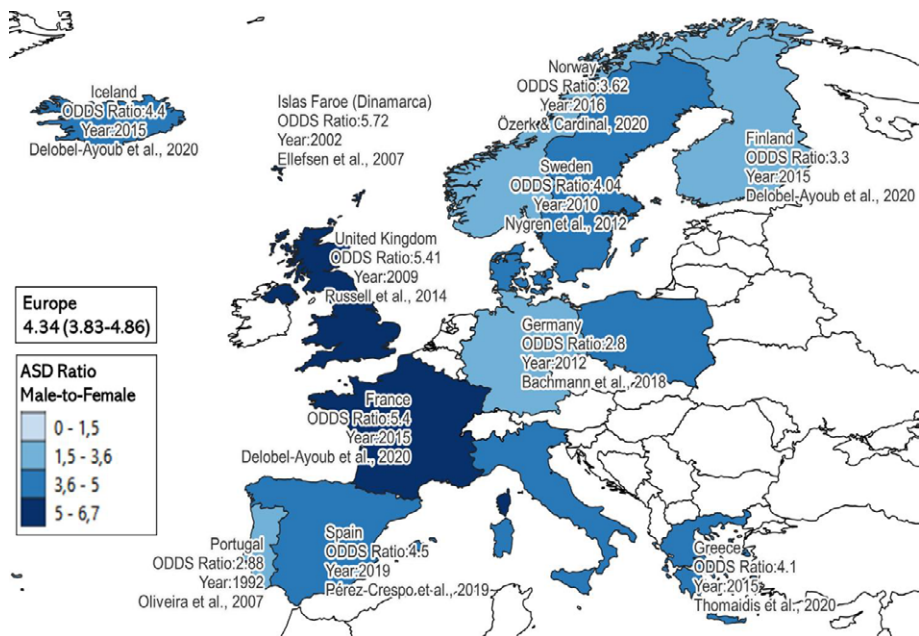 Iceland
ODDS Ratio:4.4
Year:2015
Delobel-Ayoub et al., 2020
Islas Faroe (Dinamarca)
ODDS Ratio:5.72
Year:2002
Ellefsen et al., 2007
Norway
ODDS Ratio:3.62
Year:2016
Özerk & Cardinal, 2020
Finland
ODDS Ratio:3.3
Year:2015
Delobel-Ayoub et al., 2020
Sweden
ODDS Ratio:4.04
Year:2010
Nygren et al., 2012
United Kingdom
ODDS Ratio:5.41
Year:2009
Russell et al., 2014
Europe
4.34 (3.83-4.86)
ASD Ratio
Male-to-Female
0 - 1,5
1,5 - 3,6
3,6 - 5
5 - 6,7
Germany
ODDS Ratio:2.8
Year:2012
Bachmann et al., 2018
France
ODDS Ratio:5.4
Year:2015
Delobel-Ayoub et al., 2020
Portugal
ODDS Ratio:2.88
Year:1992
Oliveira et al., 2007
Spain
ODDS Ratio:4.5
Year:2019
Pérez-Crespo et al., 2019
Greece
ODDS Ratio:4.1
Year:2015
Thomaidis et al., 2020